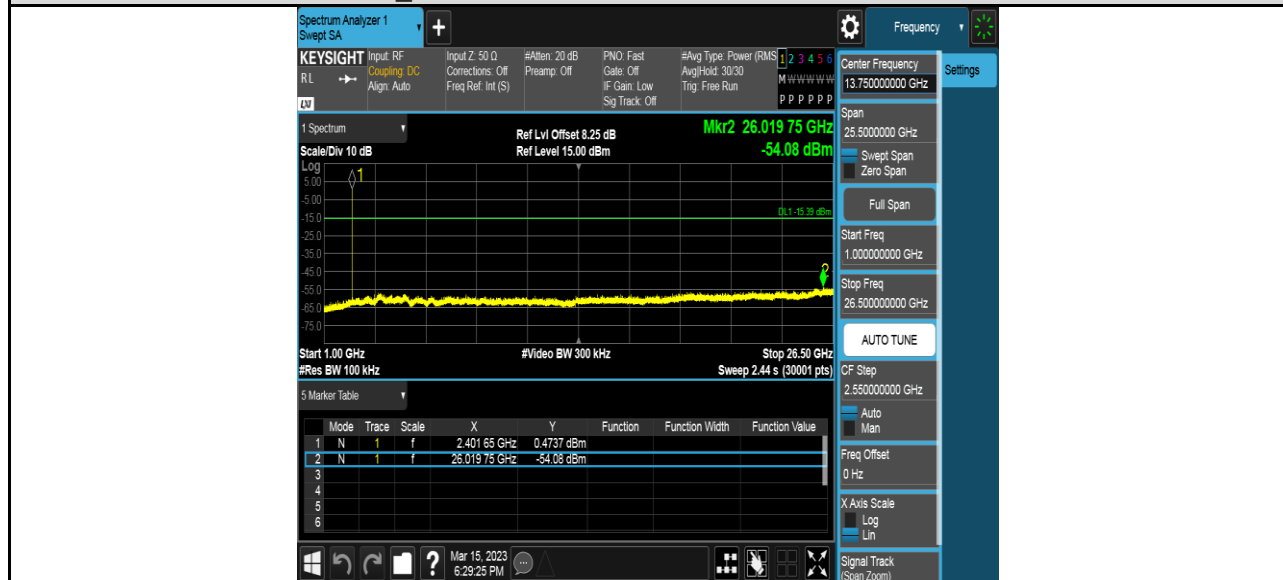 Spectrum Analyzer 1
Swept SA
+
Frequency
KEYSIGHT
RL
LXI
Input: RF
Coupling: DC
Align: Auto
Input Z: 50 Ω
Corrections: Off
Freq Ref: Int (S)
#Atten: 20 dB
Preamp: Off
PNO: Fast
Gate: Off
IF Gain: Low
Sig Track: Off
#Avg Type: Power (RMS
Avg|Hold: 30/30
Trig: Free Run
1 2 3 4 5 6
M W W W W W
P P P P P P
1 Spectrum
Scale/Div 10 dB
Ref Lvl Offset 8.25 dB
Ref Level 15.00 dBm
Mkr2 26.019 75 GHz
-54.08 dBm
Log
5.00
-5.00
-15.0
-25.0
-35.0
-45.0
-55.0
-65.0
-75.0
1
DL1 -15.39 dBm
2
Start 1.00 GHz
#Res BW 100 kHz
#Video BW 300 kHz
Stop 26.50 GHz
Sweep 2.44 s (30001 pts)
5 Marker Table
Mode Trace Scale X Y Function Function Width Function Value
1 N 1 f 2.401 65 GHz 0.4737 dBm
2 N 1 f 26.019 75 GHz -54.08 dBm
3
4
5
6
?
Mar 15, 2023
6:29:25 PM
Center Frequency
13.750000000 GHz
Settings
Span
25.5000000 GHz
Swept Span
Zero Span
Full Span
Start Freq
1.000000000 GHz
Stop Freq
26.500000000 GHz
AUTO TUNE
CF Step
2.550000000 GHz
Auto
Man
Freq Offset
0 Hz
X Axis Scale
Log
Lin
Signal Track
(Span Zoom)